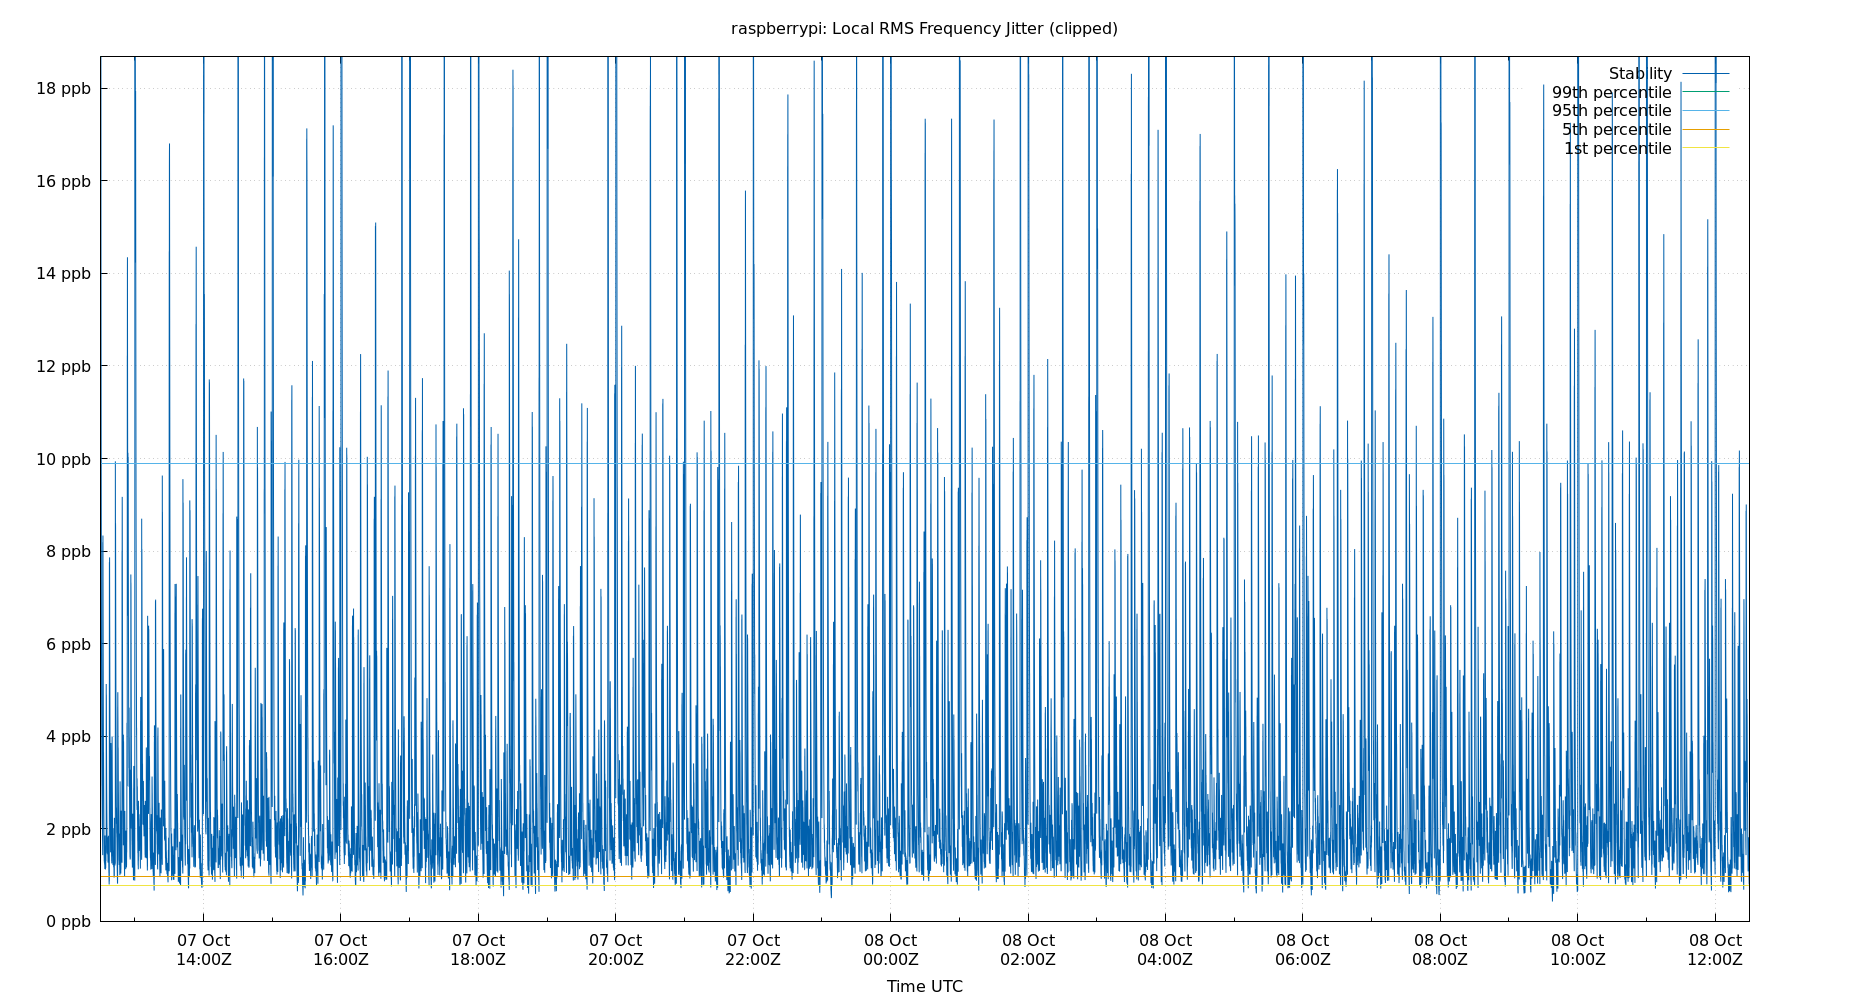 raspberrypi: Local RMS Frequency Jitter (clipped)
Stability
99th percentile
95th percentile
5th percentile
1st percentile
18 ppb
16 ppb
14 ppb
12 ppb
10 ppb
8 ppb
6 ppb
4 ppb
2 ppb
0 ppb
07 Oct 07 Oct 07 Oct 07 Oct 07 Oct 08 Oct 08 Oct 08 Oct 08 Oct 08 Oct 08 Oct 08 Oct
14:00Z 16:00Z 18:00Z 20:00Z 22:00Z 00:00Z 02:00Z 04:00Z 06:00Z 08:00Z 10:00Z 12:00Z
Time UTC